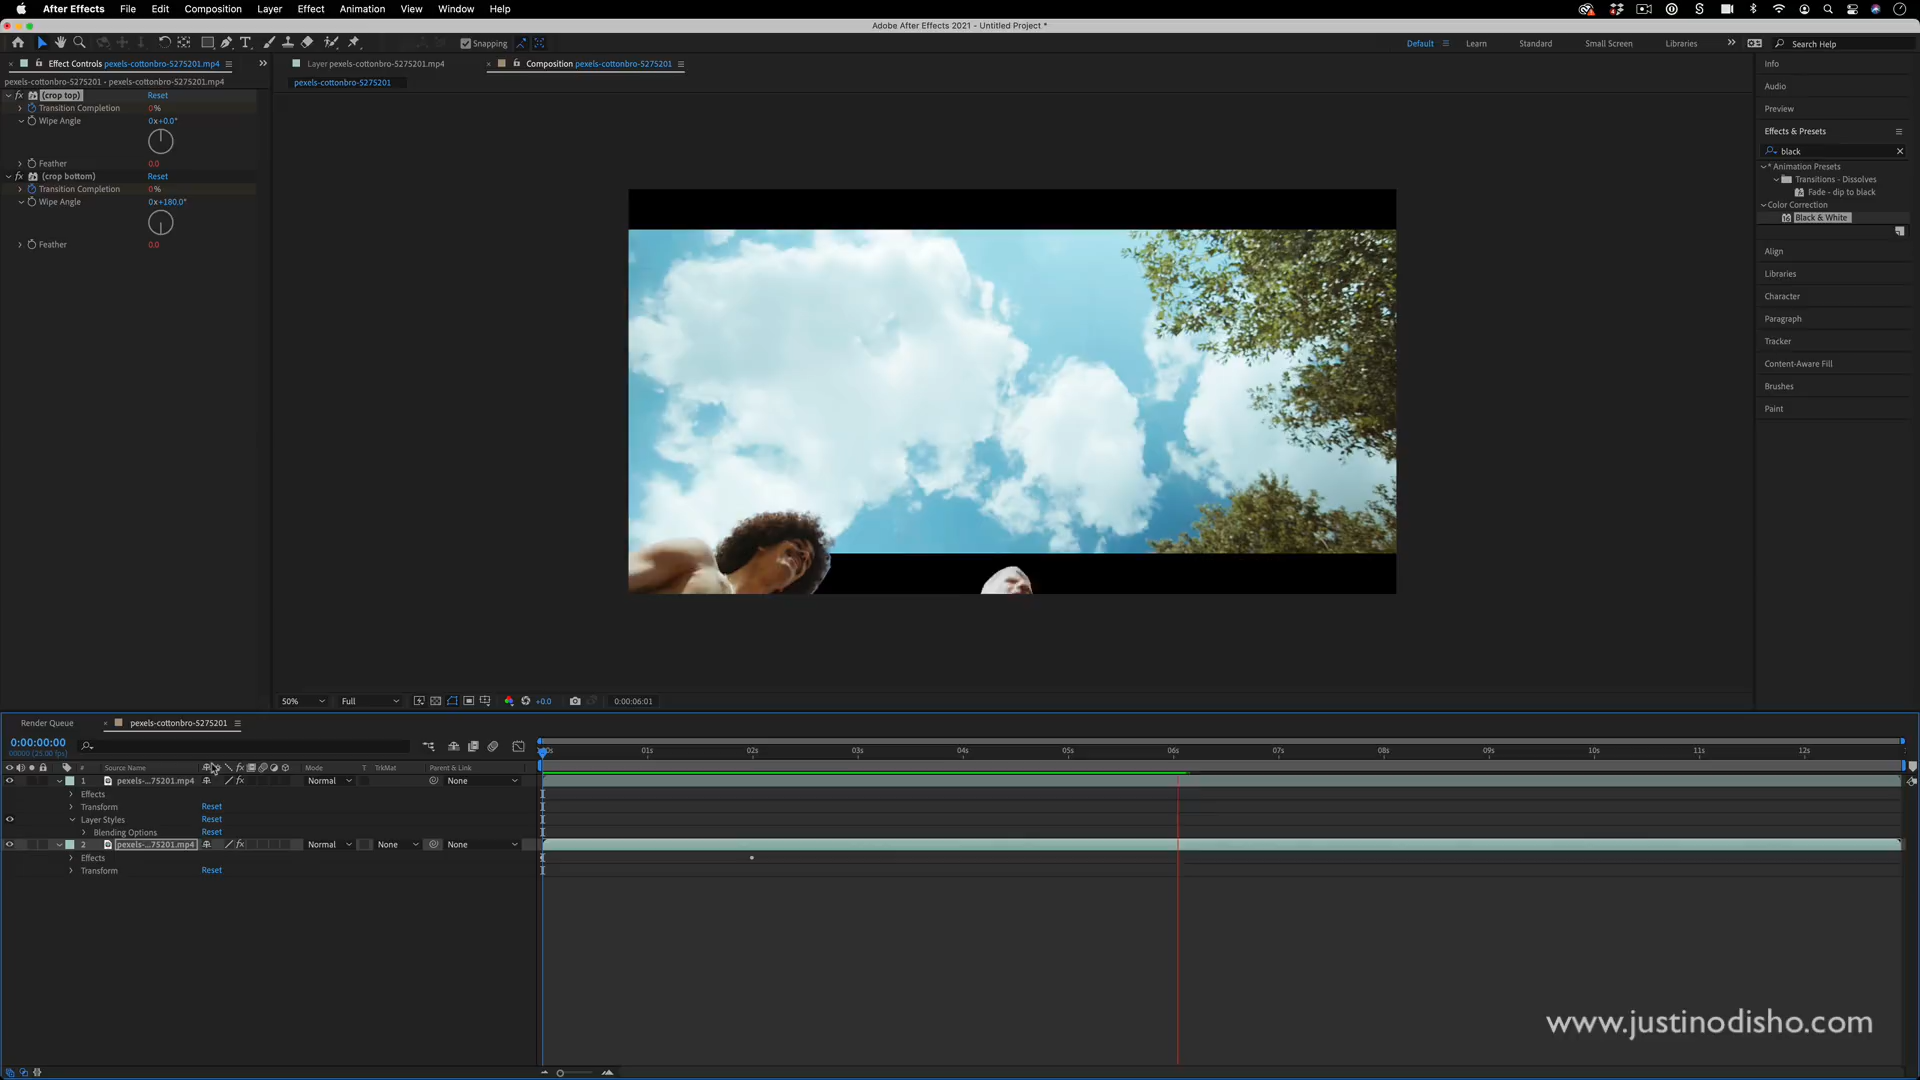 After Effects File Edit Composition Layer Effect Animation View Window Help
Adobe After Effects 2021 - Untitled Project *
Snapping
Default Learn Standard Small Screen Libraries Search Help
Effect Controls pexels-cottonbro-5275201.mp4
pexels-cottonbro-5275201 • pexels-cottonbro-5275201.mp4
fx (crop top) Reset
Transition Completion 0%
Wipe Angle 0x+0.0°
Feather 0.0
fx (crop bottom) Reset
Transition Completion 0%
Wipe Angle 0x+180.0°
Feather 0.0
Layer pexels-cottonbro-5275201.mp4
Composition pexels-cottonbro-5275201
pexels-cottonbro-5275201
50% Full +0.0 0:00:06:01
Info
Audio
Preview
Effects & Presets
black
* Animation Presets
Transitions - Dissolves
Fade - dip to black
Color Correction
Black & White
Align
Libraries
Character
Paragraph
Tracker
Content-Aware Fill
Brushes
Paint
Render Queue pexels-cottonbro-5275201
0:00:00:00
00000 (25.00 fps)
# Source Name Mode T TrkMat Parent & Link
01s 02s 03s 04s 05s 06s 07s 08s 09s 10s 11s 12s
1 pexels-...75201.mp4 Normal None
Effects
Transform Reset
Layer Styles Reset
Blending Options Reset
2 pexels-...75201.mp4 Normal None None
Effects
Transform Reset
www.justinodisho.com